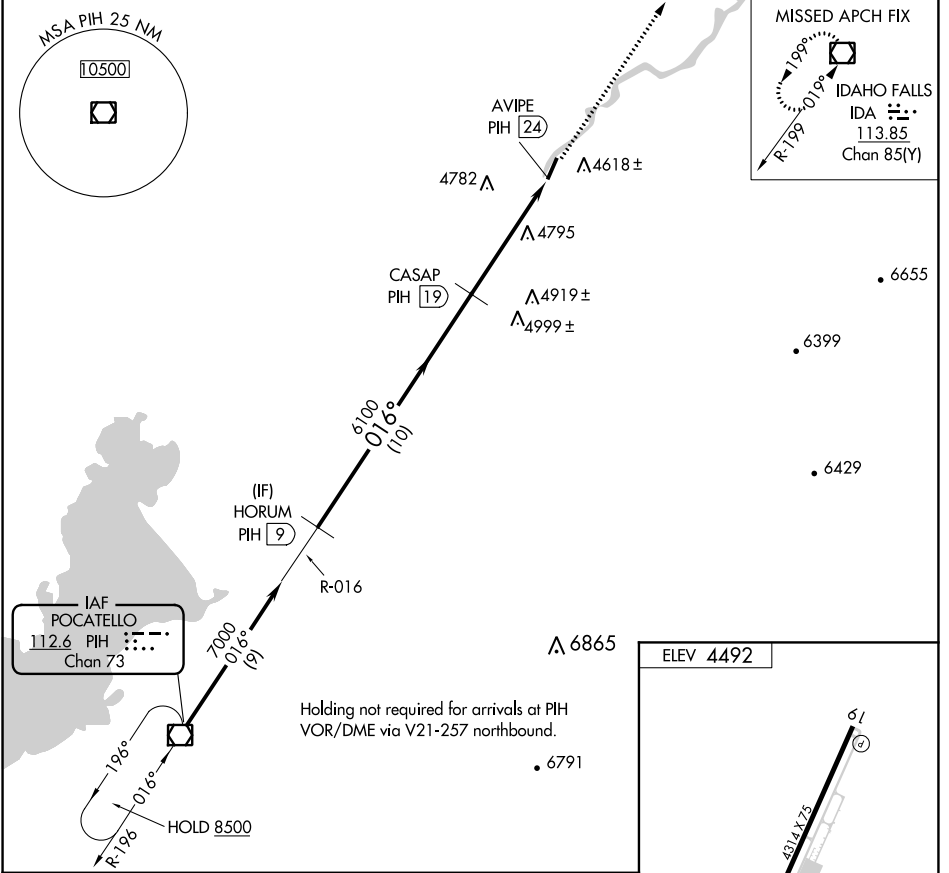 MSA PIH 25 NM
10500
MISSED APCH FIX
199°
019°
R-199
IDAHO FALLS
IDA
113.85
Chan 85(Y)
AVIPE
PIH 24
4618 ±
4782
4795
CASAP
PIH 19
4919 ±
4999 ±
6655
6399
6100
016°
(10)
6429
(IF)
HORUM
PIH 9
R-016
IAF
POCATELLO
112.6 PIH
Chan 73
7000
016°
(9)
6865
ELEV 4492
Holding not required for arrivals at PIH
VOR/DME via V21-257 northbound.
6791
196°
016°
HOLD 8500
R-196
19
P
4314 X 75